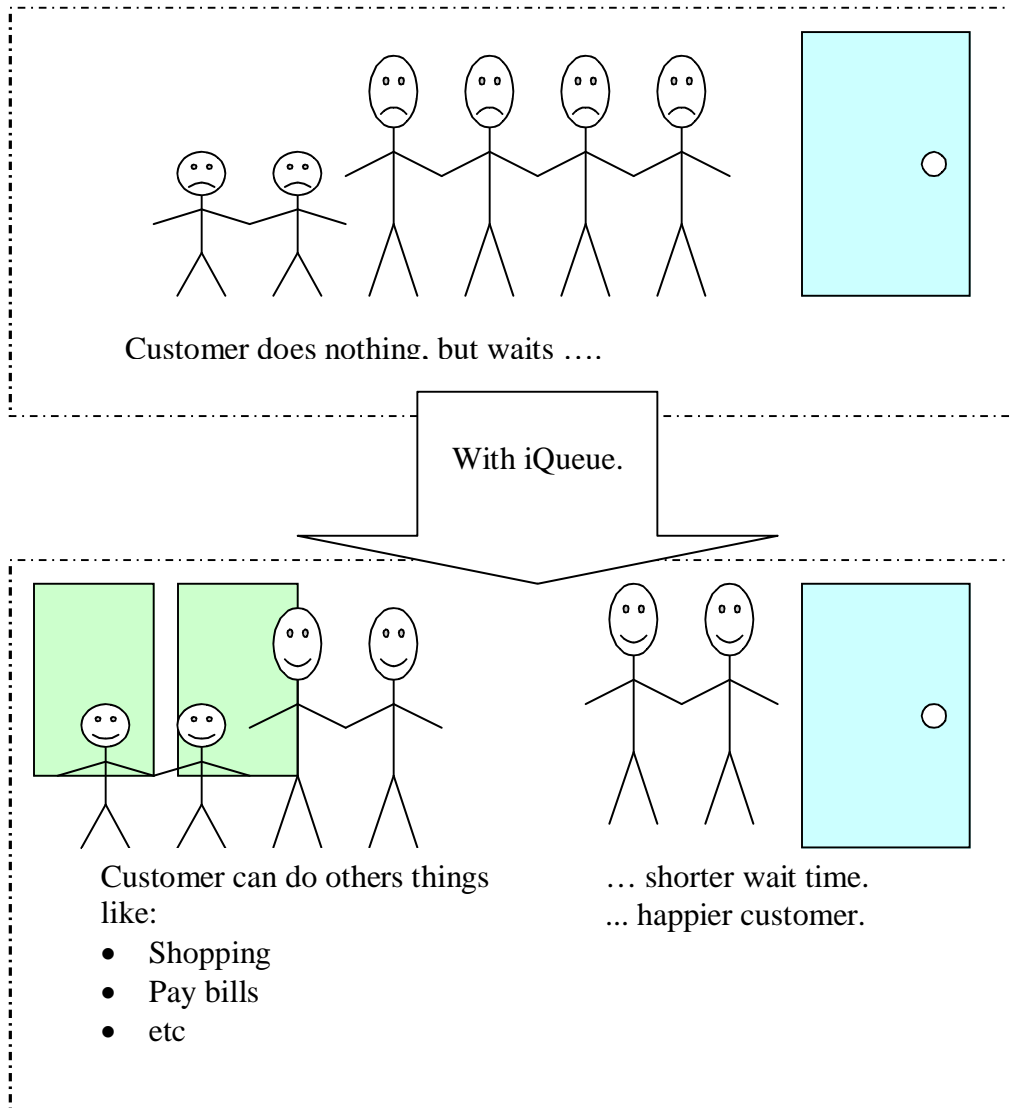 Customer does nothing, but waits ….
With iQueue.
Customer can do others things
like:
• Shopping
• Pay bills
• etc
… shorter wait time.
... happier customer.